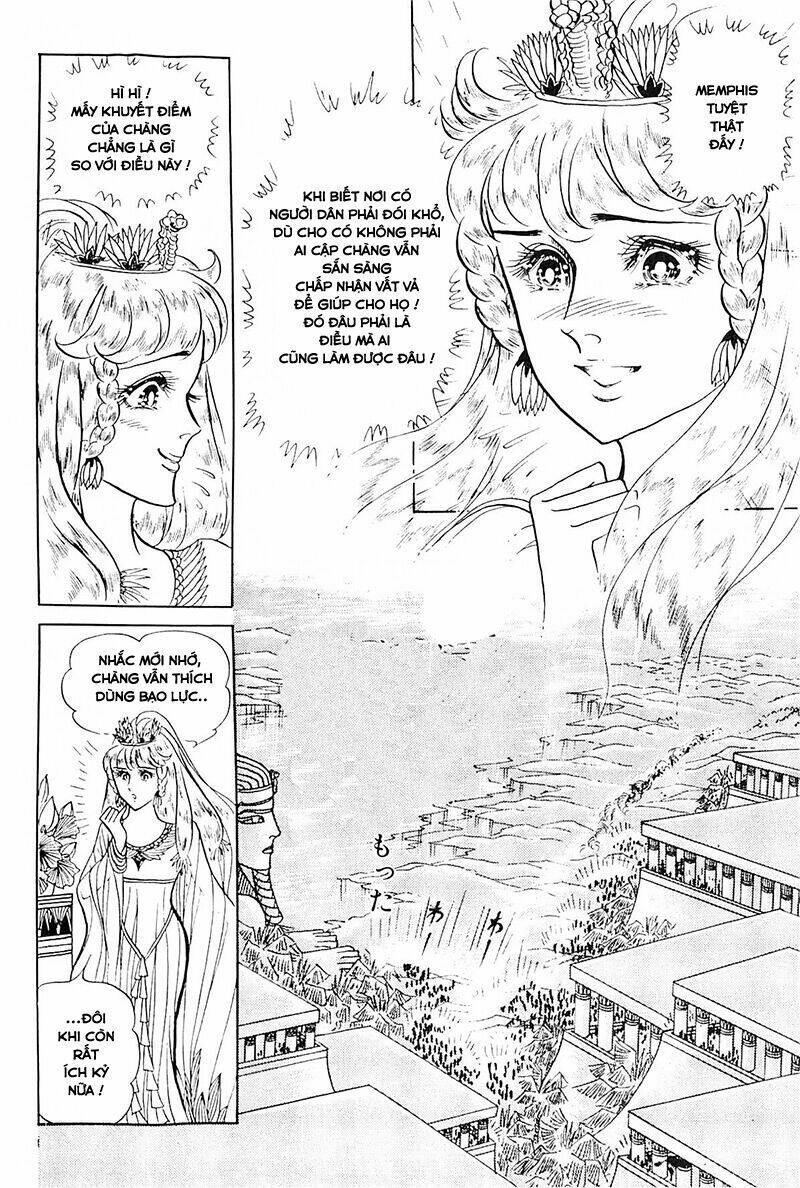 MEMPHIS
TUYỆT
THẬT
ĐẤY !
KHI BIẾT NƠI CÓ
NGƯỜI DÂN PHẢI ĐÓI KHỔ,
DÙ CHO CÓ KHÔNG PHẢI
AI CẬP CHÀNG VẪN
SẴN SÀNG
CHẤP NHẬN VẤT VẢ
ĐỂ GIÚP CHO HỌ !
ĐÓ ĐÂU PHẢI LÀ
ĐIỀU MÀ AI
CŨNG LÀM ĐƯỢC ĐÂU !
HÌ HÌ !
MẤY KHUYẾT ĐIỂM
CỦA CHÀNG
CHẲNG LÀ GÌ
SO VỚI ĐIỀU NÀY !
NHẮC MỚI NHỚ,
CHÀNG VẪN THÍCH
DÙNG BẠO LỰC..
...ĐÔI
KHI CÒN
RẤT
ÍCH KỶ
NỮA !
わー
わー
もった